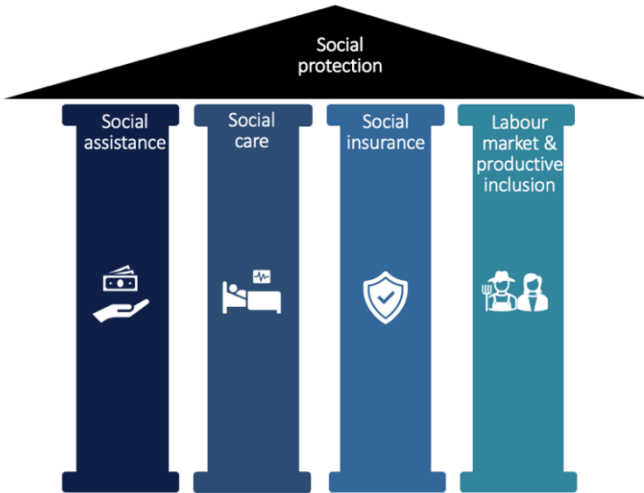 Social
protection
Social
assistance
Social
care
Social
insurance
Labour
market &
productive
inclusion